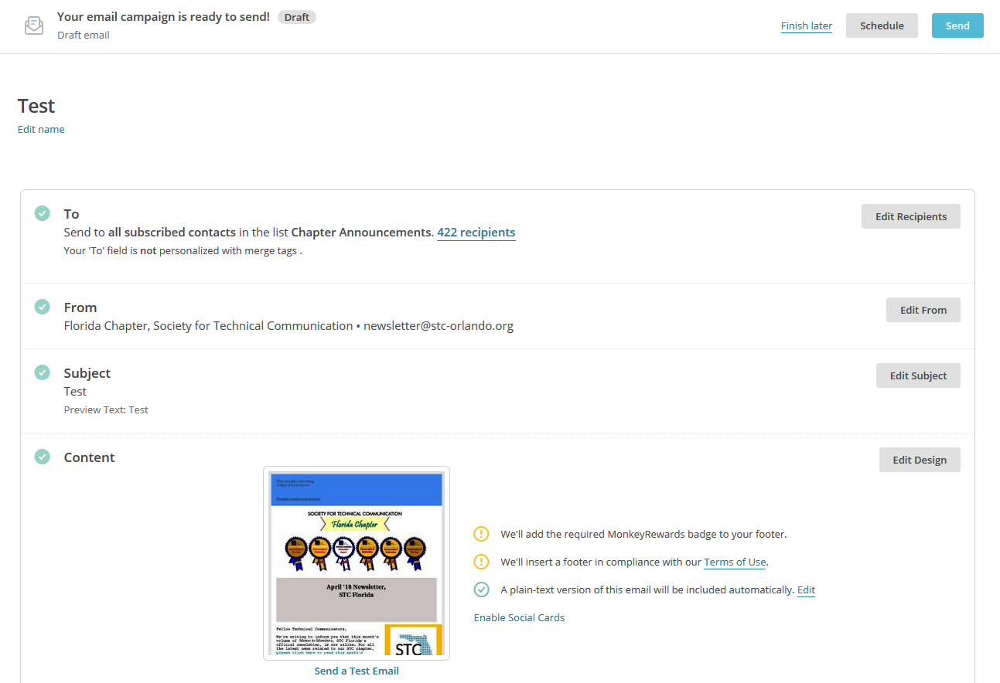 Your email campaign is ready to send! Draft
Draft email
Finish later
Schedule
Send
Test
Edit name
To
Send to all subscribed contacts in the list Chapter Announcements. 422 recipients
Your 'To' field is not personalized with merge tags .
Edit Recipients
From
Florida Chapter, Society for Technical Communication • newsletter@stc-orlando.org
Edit From
Subject
Test
Preview Text: Test
Edit Subject
Content
Edit Design
SOCIETY FOR TECHNICAL COMMUNICATION
Florida Chapter
April '18 Newsletter,
STC Florida
Fellow Technical Communicators,
We're writing to inform you that this month's
volume of Memo to Members, STC Florida's
official newsletter, is now online. For all
the latest news related to our STC chapter,
please click here to read this month's
STC
Send a Test Email
We'll add the required MonkeyRewards badge to your footer.
We'll insert a footer in compliance with our Terms of Use.
A plain-text version of this email will be included automatically. Edit
Enable Social Cards